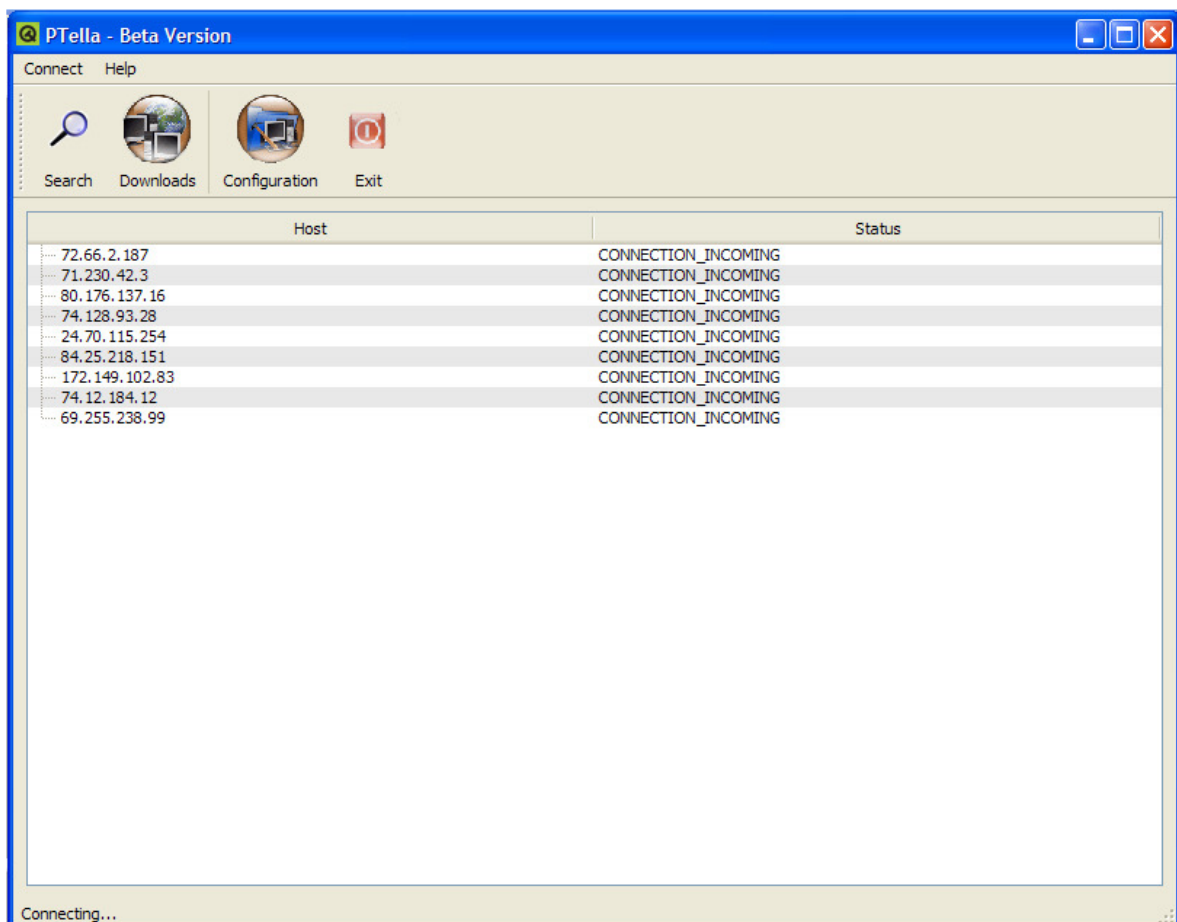 PTella - Beta Version
Connect Help
Search Downloads Configuration Exit
Host Status
72.66.2.187 CONNECTION_INCOMING
71.230.42.3 CONNECTION_INCOMING
80.176.137.16 CONNECTION_INCOMING
74.128.93.28 CONNECTION_INCOMING
24.70.115.254 CONNECTION_INCOMING
84.25.218.151 CONNECTION_INCOMING
172.149.102.83 CONNECTION_INCOMING
74.12.184.12 CONNECTION_INCOMING
69.255.238.99 CONNECTION_INCOMING
Connecting...